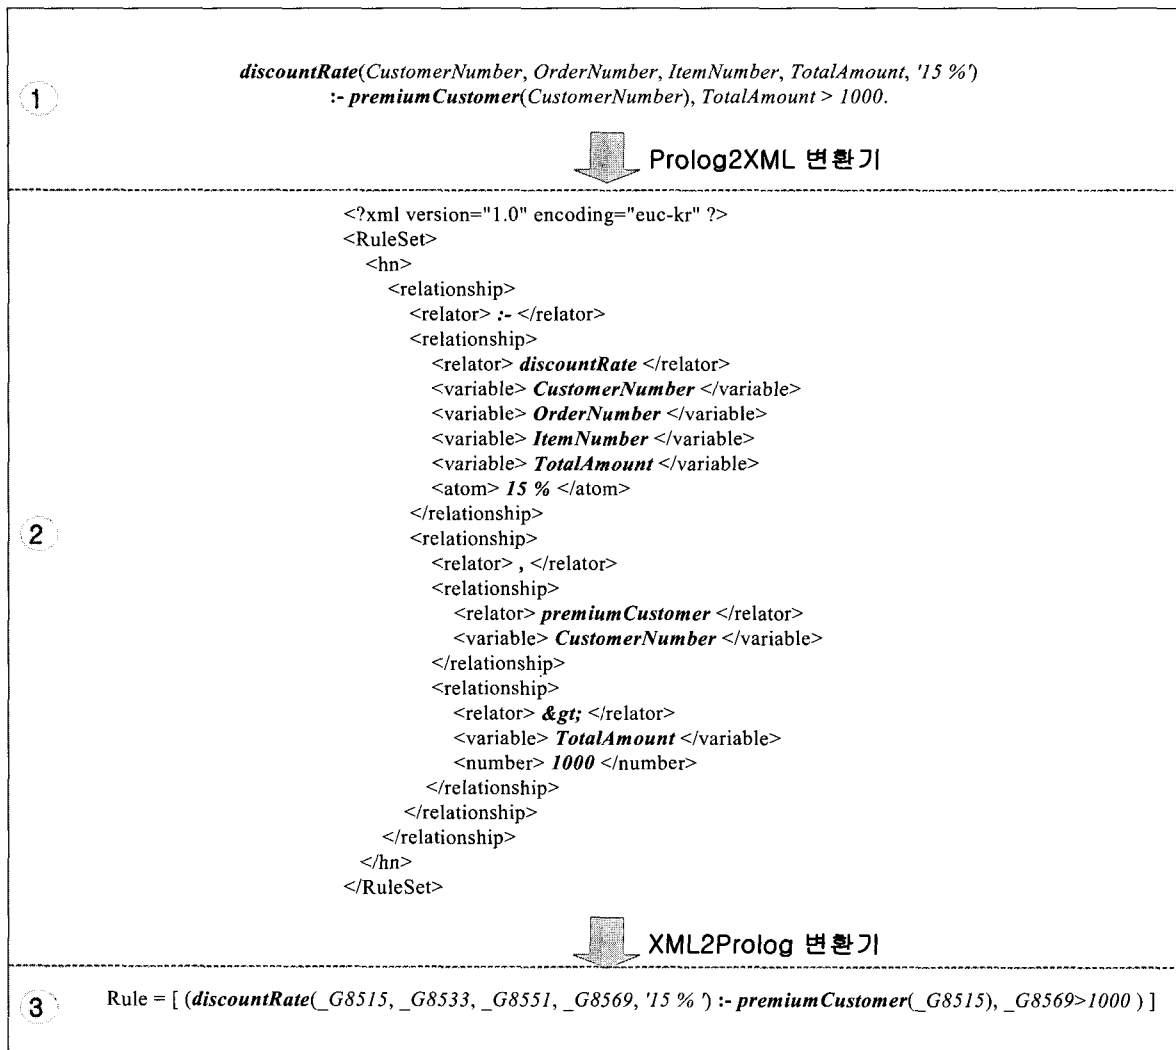 discountRate(CustomerNumber, OrderNumber, ItemNumber, TotalAmount, '15 %')
①
:- premiumCustomer(CustomerNumber), TotalAmount > 1000.
Prolog2XML 변환기
<?xml version="1.0" encoding="euc-kr" ?>
<RuleSet>
<hn>
<relationship>
<relator> :- </relator>
<relationship>
<relator> discountRate </relator>
<variable> CustomerNumber </variable>
<variable> OrderNumber </variable>
<variable> ItemNumber </variable>
<variable> TotalAmount </variable>
<atom> 15 % </atom>
</relationship>
②
<relationship>
<relator> , </relator>
<relationship>
<relator> premiumCustomer </relator>
<variable> CustomerNumber </variable>
</relationship>
<relationship>
<relator> &gt; </relator>
<variable> TotalAmount </variable>
<number> 1000 </number>
</relationship>
</relationship>
</relationship>
</hn>
</RuleSet>
XML2Prolog 변환기
③ Rule = [ (discountRate(_G8515, _G8533, _G8551, _G8569, '15 % ') :- premiumCustomer(_G8515), _G8569>1000 ) ]